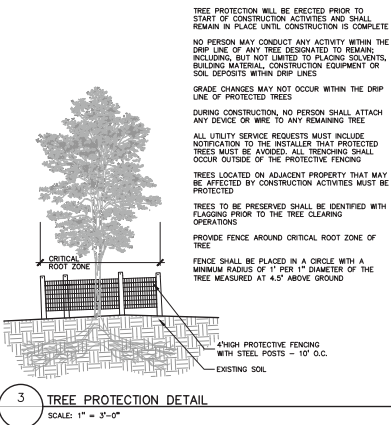 TREE PROTECTION WILL BE ERECTED PRIOR TO
START OF CONSTRUCTION ACTIVITIES AND SHALL
REMAIN IN PLACE UNTIL CONSTRUCTION IS COMPLETE
NO PERSON MAY CONDUCT ANY ACTIVITY WITHIN THE
DRIP LINE OF ANY TREE DESIGNATED TO REMAIN;
INCLUDING, BUT NOT LIMITED TO PLACING SOLVENTS,
BUILDING MATERIAL, CONSTRUCTION EQUIPMENT OR
SOIL DEPOSITS WITHIN DRIP LINES
GRADE CHANGES MAY NOT OCCUR WITHIN THE DRIP
LINE OF PROTECTED TREES
DURING CONSTRUCTION, NO PERSON SHALL ATTACH
ANY DEVICE OR WIRE TO ANY REMAINING TREE
ALL UTILITY SERVICE REQUESTS MUST INCLUDE
NOTIFICATION TO THE INSTALLER THAT PROTECTED
TREES MUST BE AVOIDED. ALL TRENCHING SHALL
OCCUR OUTSIDE OF THE PROTECTIVE FENCING
TREES LOCATED ON ADJACENT PROPERTY THAT MAY
BE AFFECTED BY CONSTRUCTION ACTIVITIES MUST BE
PROTECTED
TREES TO BE PRESERVED SHALL BE IDENTIFIED WITH
FLAGGING PRIOR TO THE TREE CLEARING
OPERATIONS
PROVIDE FENCE AROUND CRITICAL ROOT ZONE OF
TREE
FENCE SHALL BE PLACED IN A CIRCLE WITH A
MINIMUM RADIUS OF 1' PER 1" DIAMETER OF THE
TREE MEASURED AT 4.5' ABOVE GROUND
CRITICAL
ROOT ZONE
4'HIGH PROTECTIVE FENCING
WITH STEEL POSTS - 10' O.C.
EXISTING SOIL
3 TREE PROTECTION DETAIL
SCALE: 1" = 3'-0"